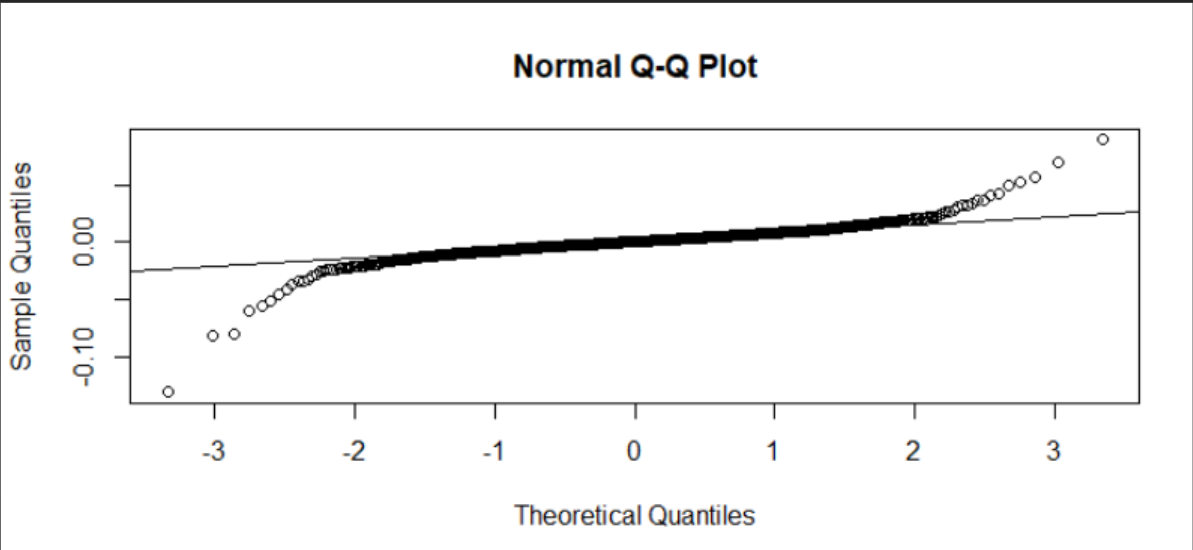 Normal Q-Q Plot
Sample Quantiles
0.00
-0.10
-3 -2 -1 0 1 2 3
Theoretical Quantiles